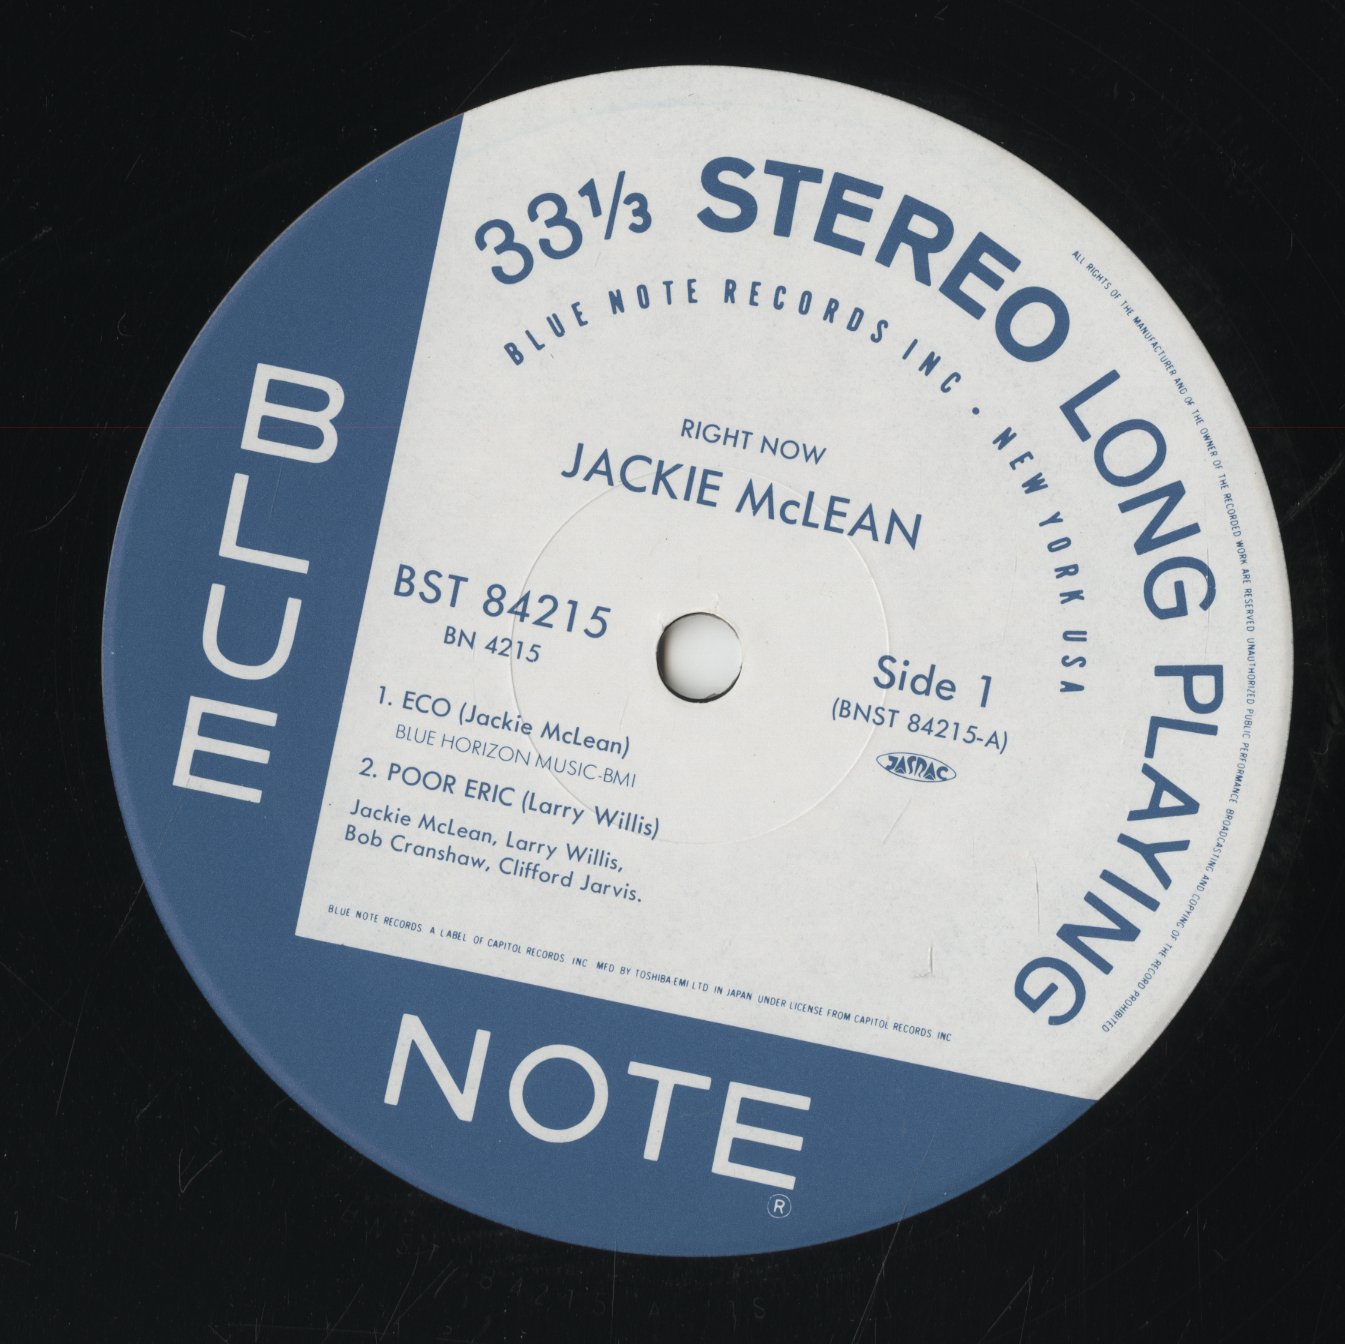 33⅓ STEREO LONG PLAYING
BLUE NOTE RECORDS INC • NEW YORK USA
ALL RIGHTS OF THE MANUFACTURER AND OF THE OWNER OF THE RECORDED WORK ARE RESERVED UNAUTHORIZED PUBLIC PERFORMANCE BROADCASTING AND COPYING OF THE RECORD PROHIBITED
RIGHT NOW
JACKIE McLEAN
BST 84215
BN 4215
Side 1
(BNST 84215-A)
JASRAC
1. ECO (Jackie McLean)
BLUE HORIZON MUSIC-BMI
2. POOR ERIC (Larry Willis)
Jackie McLean, Larry Willis,
Bob Cranshaw, Clifford Jarvis.
BLUE NOTE RECORDS A LABEL OF CAPITOL RECORDS INC MFD BY TOSHIBA EMI LTD IN JAPAN UNDER LICENSE FROM CAPITOL RECORDS INC
BLUE
NOTE
®